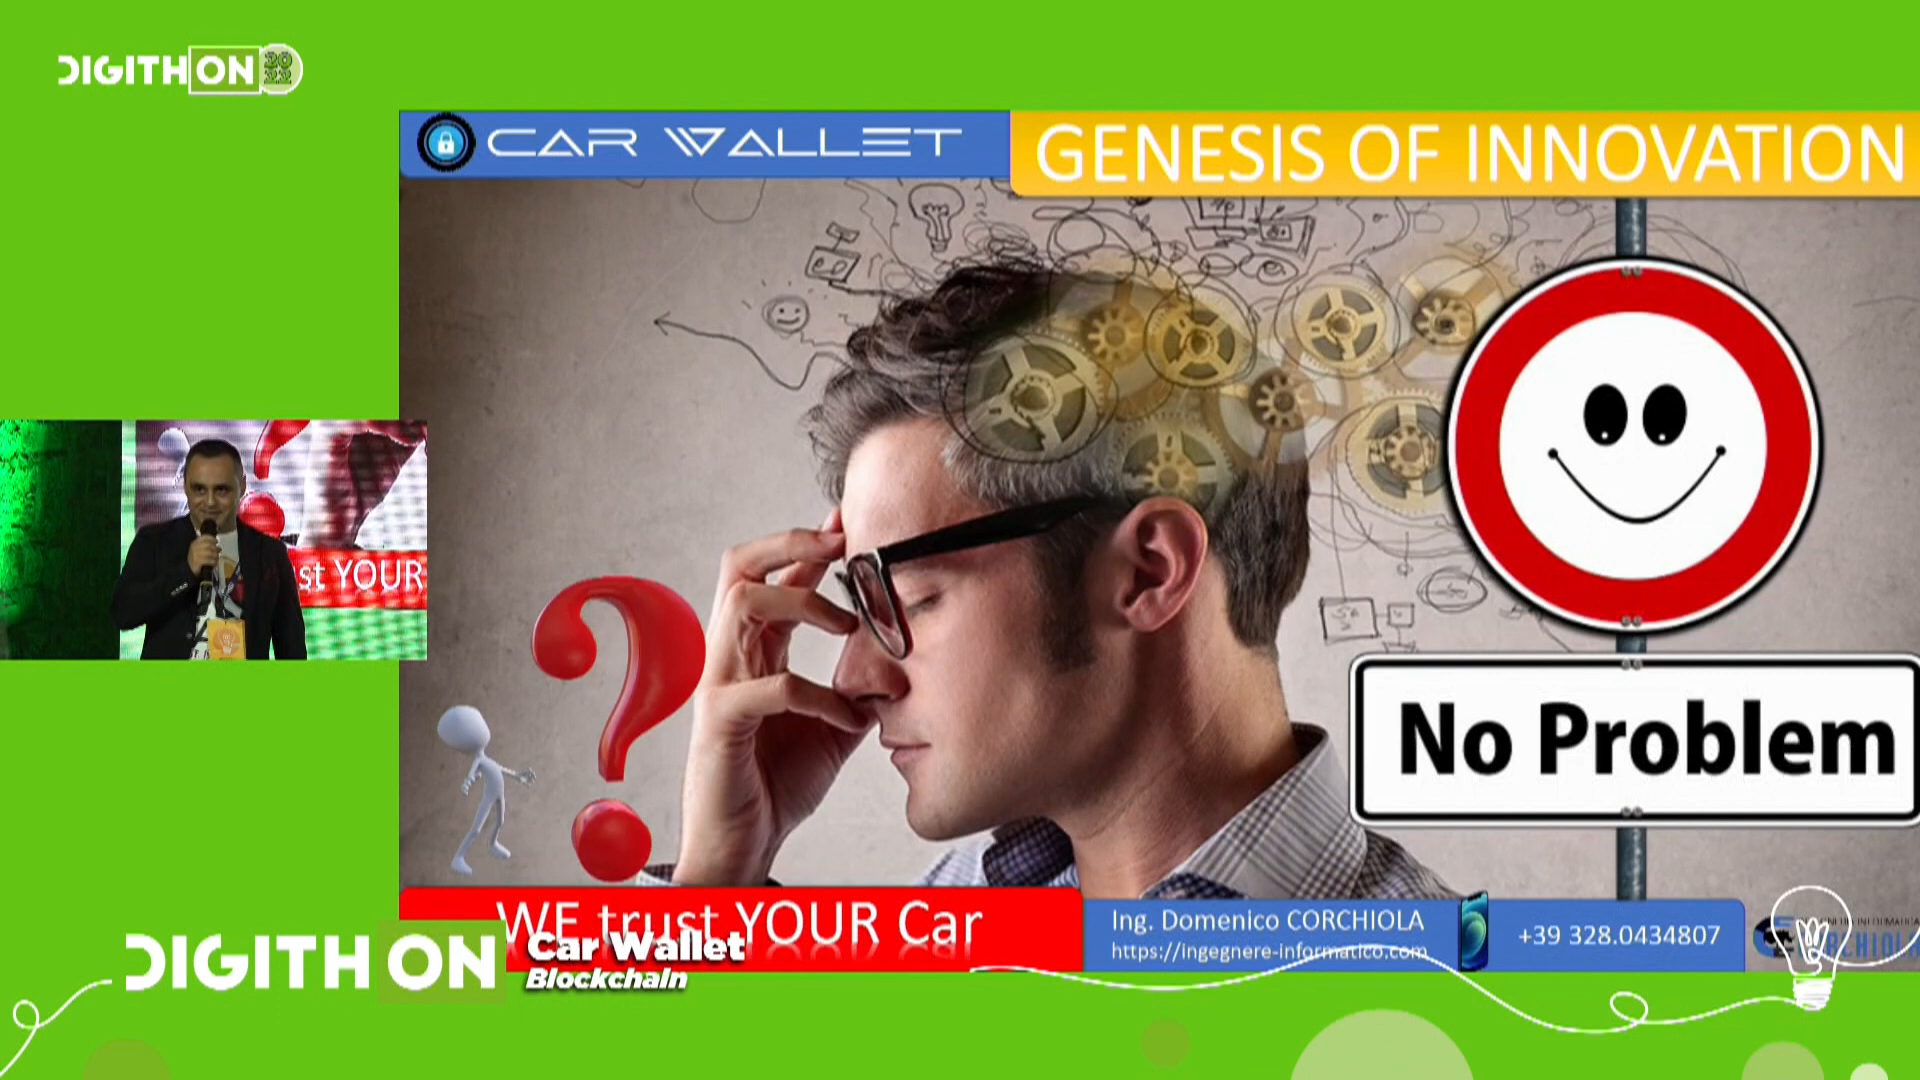 DIGITHON 2022
CAR WALLET
GENESIS OF INNOVATION
st YOUR
No Problem
WE trust YOUR Car
Ing. Domenico CORCHIOLA
https://ingegnere-informatico.com
+39 328.0434807
DIGITHON
Car Wallet
Blockchain